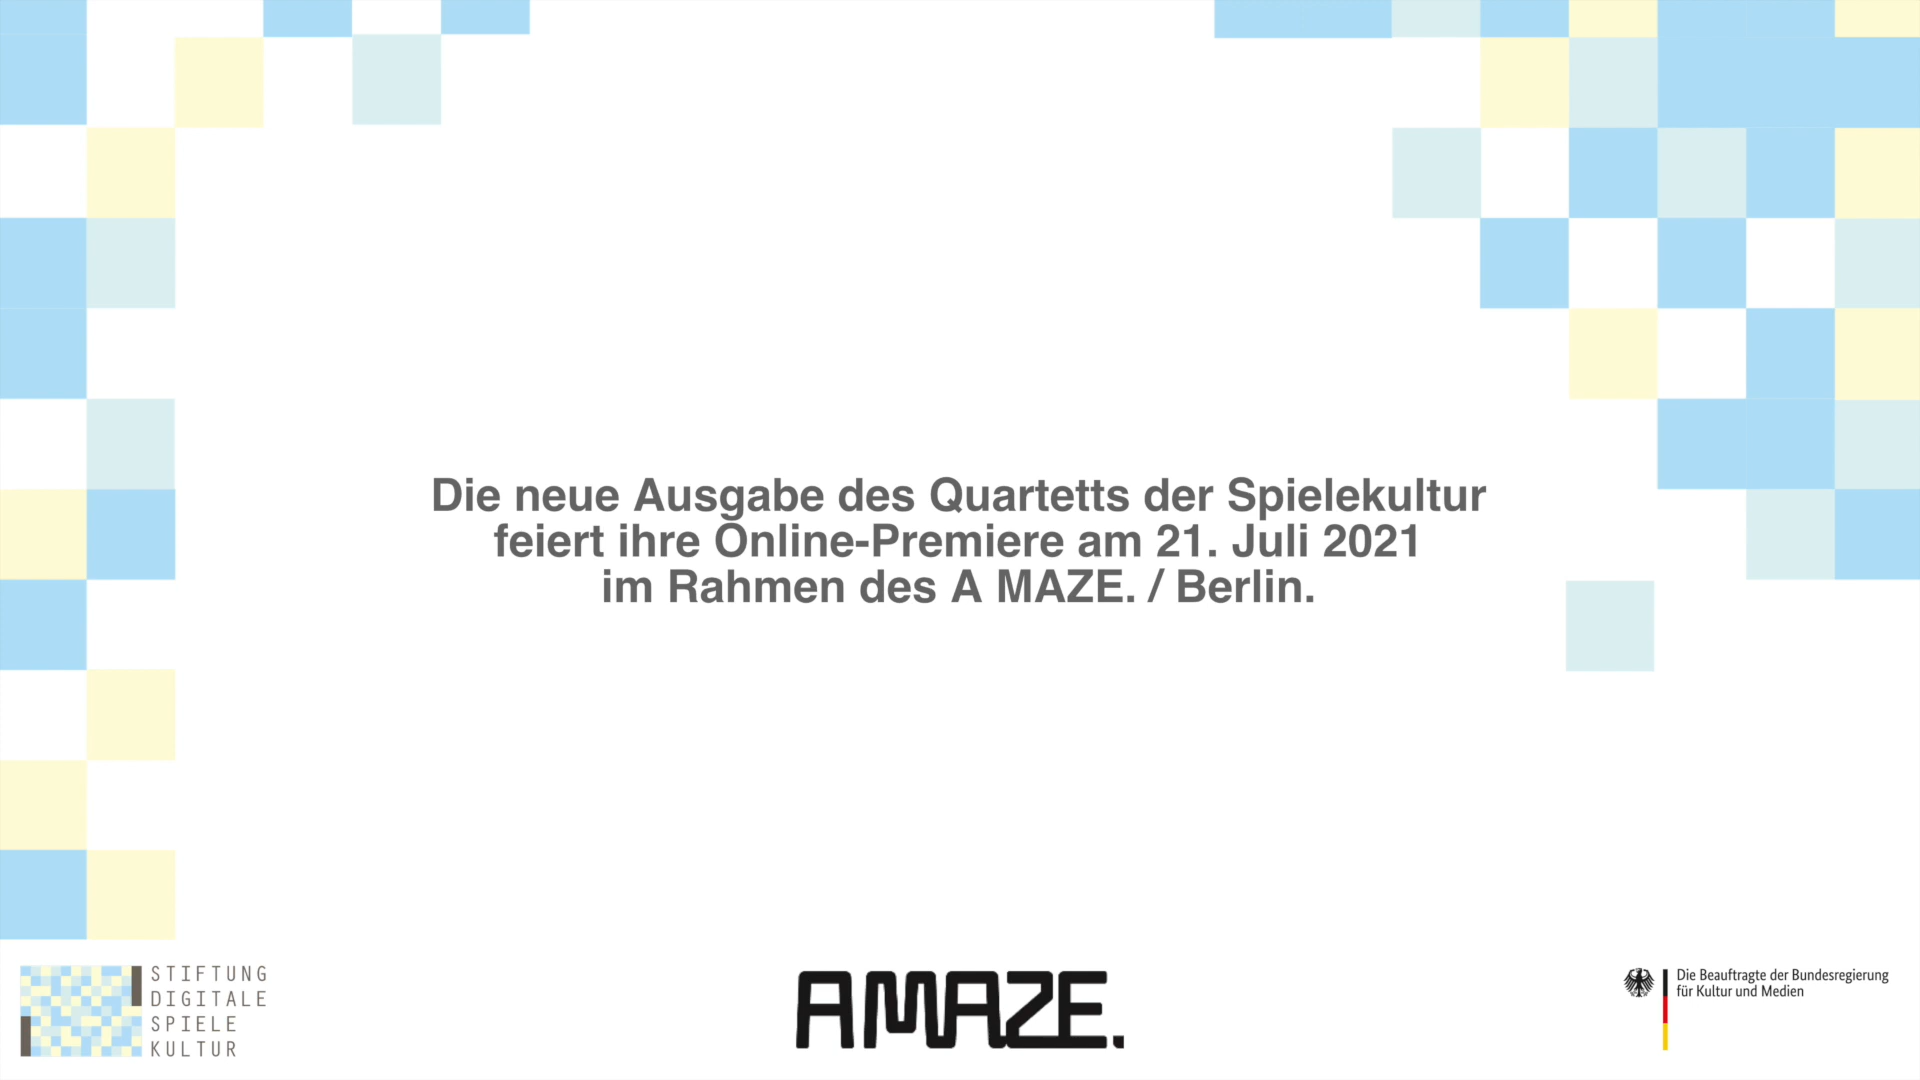 Die neue Ausgabe des Quartetts der Spielekultur
feiert ihre Online-Premiere am 21. Juli 2021
im Rahmen des A MAZE. / Berlin.
STIFTUNG
DIGITALE
SPIELE
KULTUR
A MAZE.
Die Beauftragte der Bundesregierung
für Kultur und Medien